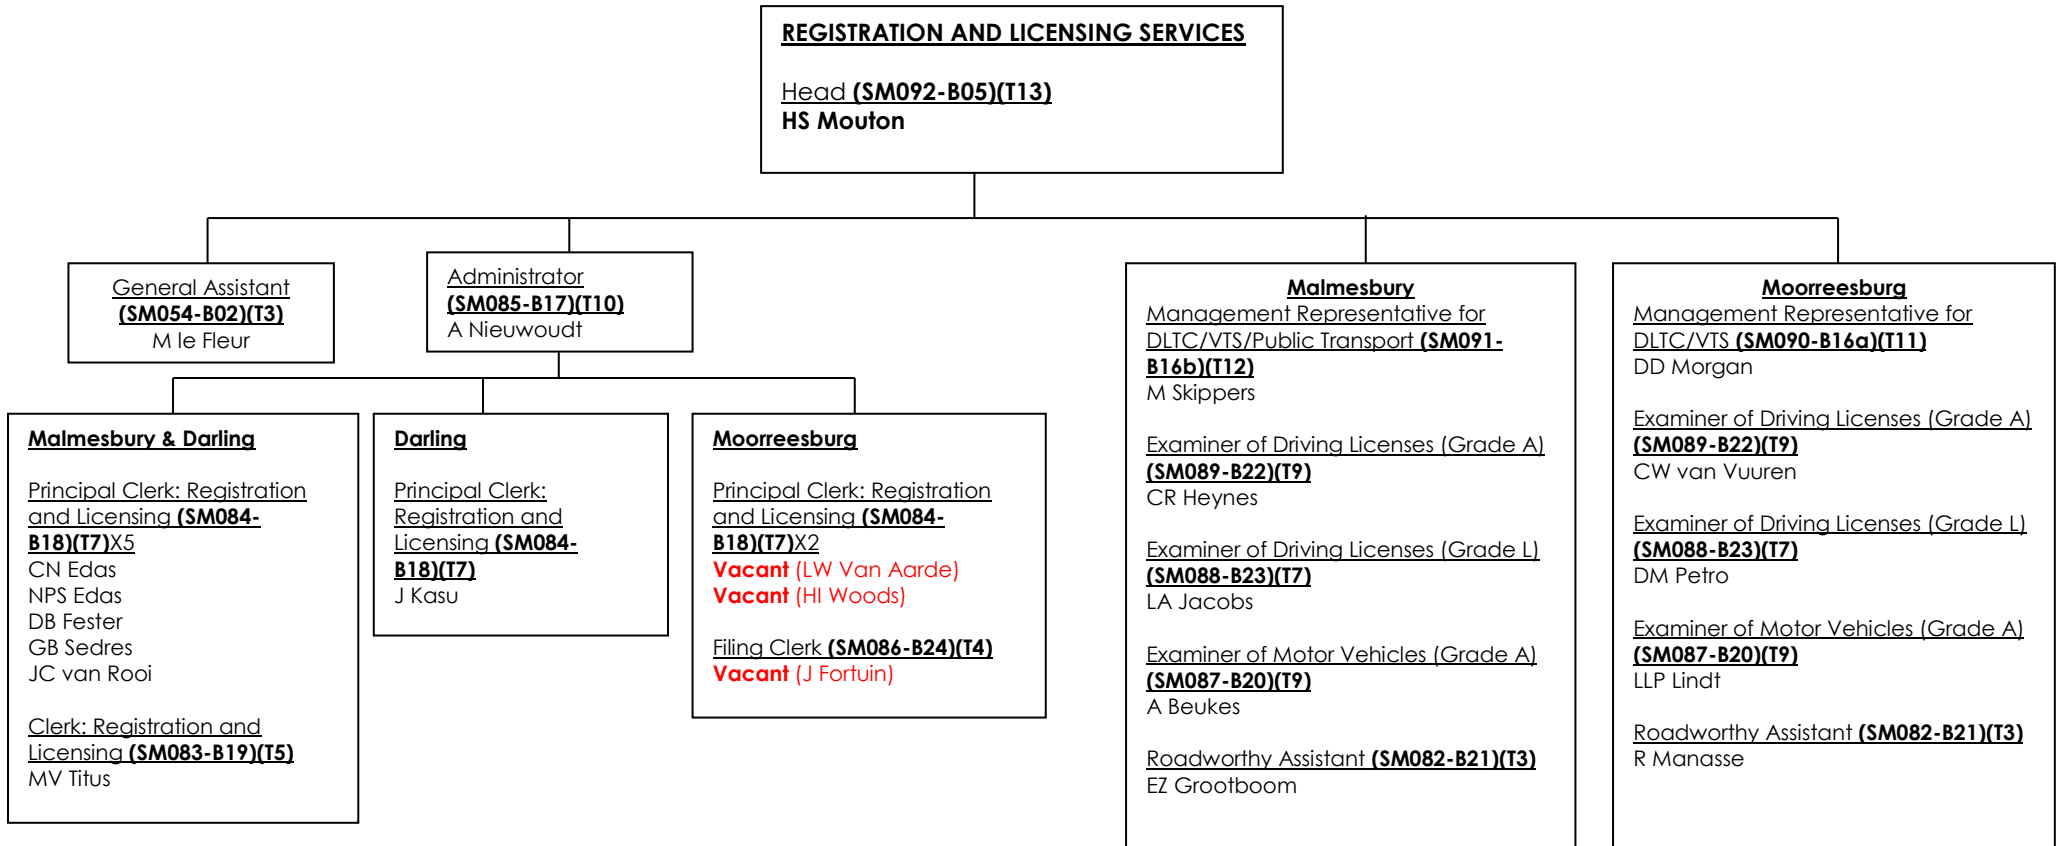 REGISTRATION AND LICENSING SERVICES
Head (SM092-B05)(T13)
HS Mouton
General Assistant
(SM054-B02)(T3)
M le Fleur
Administrator
(SM085-B17)(T10)
A Nieuwoudt
Malmesbury & Darling
Principal Clerk: Registration
and Licensing (SM084-
B18)(T7)X5
CN Edas
NPS Edas
DB Fester
GB Sedres
JC van Rooi
Clerk: Registration and
Licensing (SM083-B19)(T5)
MV Titus
Darling
Principal Clerk:
Registration and
Licensing (SM084-
B18)(T7)
J Kasu
Moorreesburg
Principal Clerk: Registration
and Licensing (SM084-
B18)(T7)X2
Vacant (LW Van Aarde)
Vacant (HI Woods)
Filing Clerk (SM086-B24)(T4)
Vacant (J Fortuin)
Malmesbury
Management Representative for
DLTC/VTS/Public Transport (SM091-
B16b)(T12)
M Skippers
Examiner of Driving Licenses (Grade A)
(SM089-B22)(T9)
CR Heynes
Examiner of Driving Licenses (Grade L)
(SM088-B23)(T7)
LA Jacobs
Examiner of Motor Vehicles (Grade A)
(SM087-B20)(T9)
A Beukes
Roadworthy Assistant (SM082-B21)(T3)
EZ Grootboom
Moorreesburg
Management Representative for
DLTC/VTS (SM090-B16a)(T11)
DD Morgan
Examiner of Driving Licenses (Grade A)
(SM089-B22)(T9)
CW van Vuuren
Examiner of Driving Licenses (Grade L)
(SM088-B23)(T7)
DM Petro
Examiner of Motor Vehicles (Grade A)
(SM087-B20)(T9)
LLP Lindt
Roadworthy Assistant (SM082-B21)(T3)
R Manasse